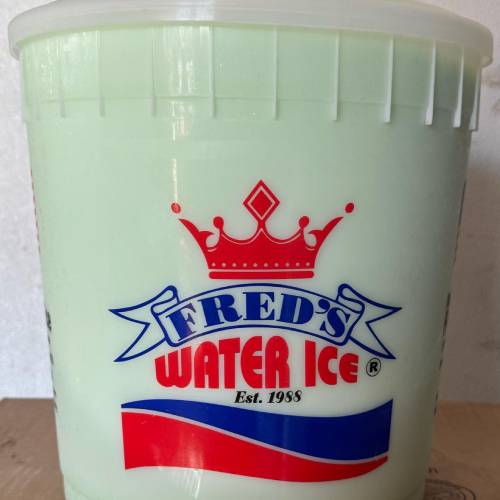 FRED'S
WATER ICE ®
Est. 1988